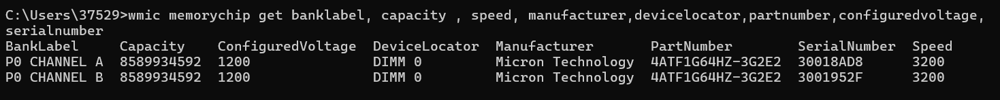 C:\Users\37529>wmic memorychip get banklabel, capacity , speed, manufacturer,devicelocator,partnumber,configuredvoltage,
serialnumber
BankLabel     Capacity    ConfiguredVoltage  DeviceLocator  Manufacturer       PartNumber        SerialNumber  Speed
P0 CHANNEL A  8589934592  1200               DIMM 0         Micron Technology  4ATF1G64HZ-3G2E2  30018AD8      3200
P0 CHANNEL B  8589934592  1200               DIMM 0         Micron Technology  4ATF1G64HZ-3G2E2  3001952F      3200